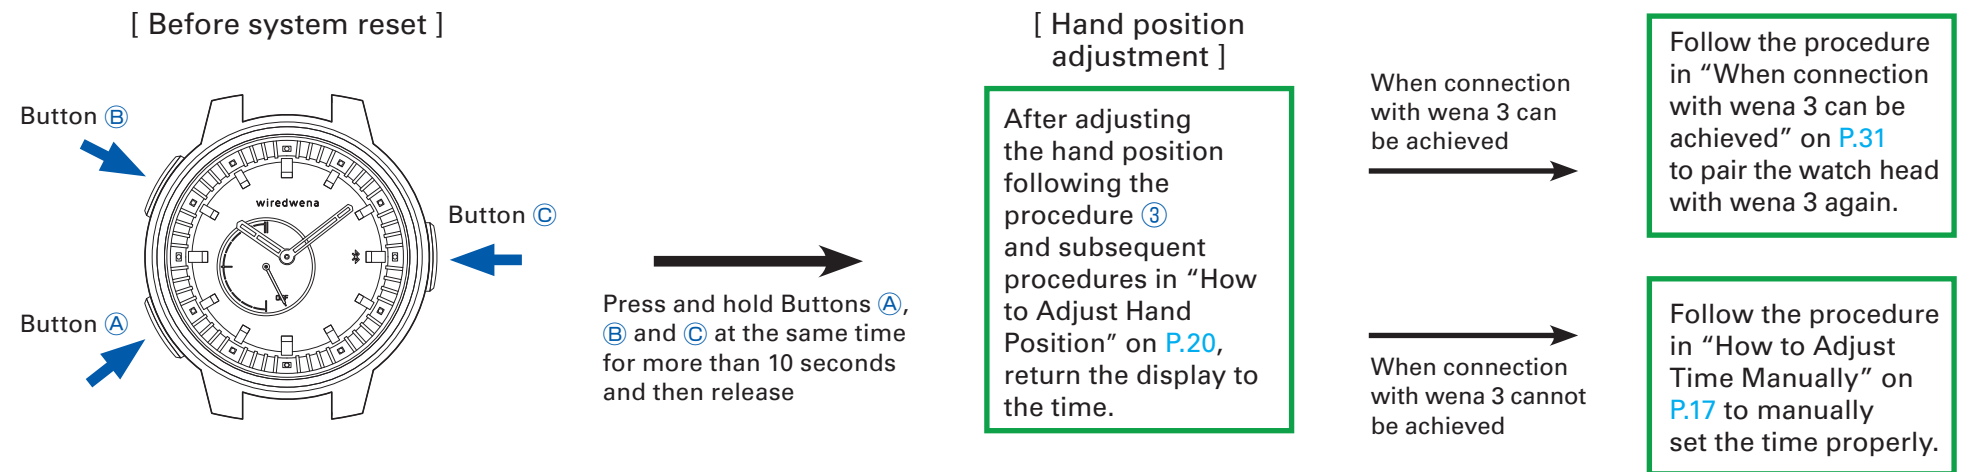 [ Before system reset ]
Button Ⓑ
wiredwena
Button Ⓒ
Button Ⓐ
Press and hold Buttons Ⓐ,
Ⓑ and Ⓒ at the same time
for more than 10 seconds
and then release
[ Hand position
adjustment ]
After adjusting
the hand position
following the
procedure ③
and subsequent
procedures in “How
to Adjust Hand
Position” on P.20,
return the display to
the time.
When connection
with wena 3 can
be achieved
Follow the procedure
in “When connection
with wena 3 can be
achieved” on P.31
to pair the watch head
with wena 3 again.
When connection
with wena 3 cannot
be achieved
Follow the procedure
in “How to Adjust
Time Manually” on
P.17 to manually
set the time properly.